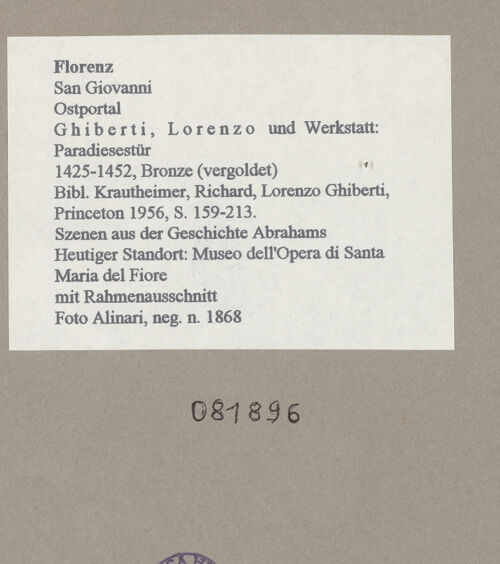 Florenz
San Giovanni
Ostportal
Ghiberti, Lorenzo und Werkstatt:
Paradiesestür
1425-1452, Bronze (vergoldet)
Bibl. Krautheimer, Richard, Lorenzo Ghiberti,
Princeton 1956, S. 159-213.
Szenen aus der Geschichte Abrahams
Heutiger Standort: Museo dell'Opera di Santa
Maria del Fiore
mit Rahmenausschnitt
Foto Alinari, neg. n. 1868
081896